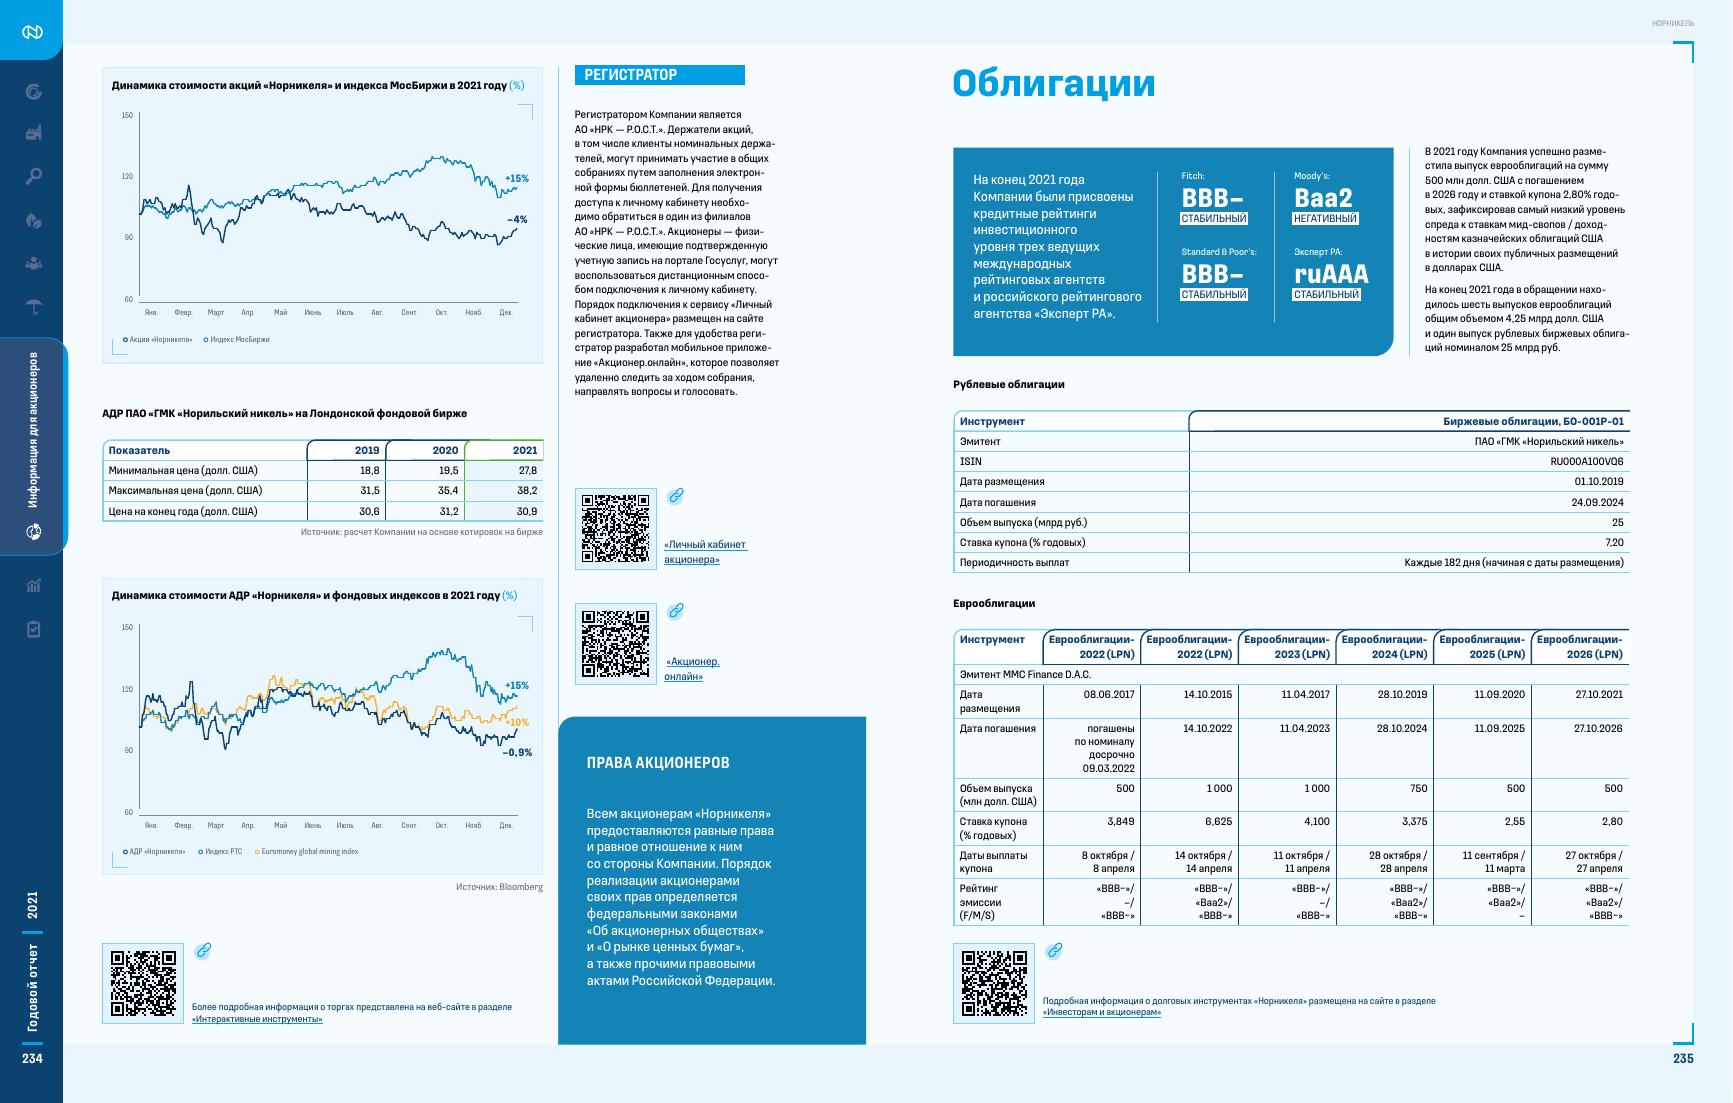 НОРНИКЕЛЬ
Информация для акционеров
Годовой отчет 2021
234
Динамика стоимости акций «Норникеля» и индекса МосБиржи в 2021 году (%)
150
120
90
60
+15%
−4%
Янв. Февр. Март Апр. Май Июнь Июль Авг. Сент. Окт. Нояб. Дек.
Акции «Норникеля» Индекс МосБиржи
АДР ПАО «ГМК «Норильский никель» на Лондонской фондовой бирже
Показатель 2019 2020 2021
Минимальная цена (долл. США) 18,8 19,5 27,8
Максимальная цена (долл. США) 31,5 35,4 38,2
Цена на конец года (долл. США) 30,6 31,2 30,9
Источник: расчет Компании на основе котировок на бирже
Динамика стоимости АДР «Норникеля» и фондовых индексов в 2021 году (%)
150
120
90
60
+15%
+10%
−0,9%
Янв. Февр. Март Апр. Май Июнь Июль Авг. Сент. Окт. Нояб. Дек.
АДР «Норникеля» Индекс РТС Euromoney global mining index
Источник: Bloomberg
Более подробная информация о торгах представлена на веб-сайте в разделе
«Интерактивные инструменты»
РЕГИСТРАТОР
Регистратором Компании является
АО «НРК — Р.О.С.Т.». Держатели акций,
в том числе клиенты номинальных держа-
телей, могут принимать участие в общих
собраниях путем заполнения электрон-
ной формы бюллетеней. Для получения
доступа к личному кабинету необхо-
димо обратиться в один из филиалов
АО «НРК — Р.О.С.Т.». Акционеры — физи-
ческие лица, имеющие подтвержденную
учетную запись на портале Госуслуг, могут
воспользоваться дистанционным спосо-
бом подключения к личному кабинету.
Порядок подключения к сервису «Личный
кабинет акционера» размещен на сайте
регистратора. Также для удобства реги-
стратор разработал мобильное приложе-
ние «Акционер.онлайн», которое позволяет
удаленно следить за ходом собрания,
направлять вопросы и голосовать.
«Личный кабинет
акционера»
«Акционер.
онлайн»
ПРАВА АКЦИОНЕРОВ
Всем акционерам «Норникеля»
предоставляются равные права
и равное отношение к ним
со стороны Компании. Порядок
реализации акционерами
своих прав определяется
федеральными законами
«Об акционерных обществах»
и «О рынке ценных бумаг»,
а также прочими правовыми
актами Российской Федерации.
Облигации
На конец 2021 года
Компании были присвоены
кредитные рейтинги
инвестиционного
уровня трех ведущих
международных
рейтинговых агентств
и российского рейтингового
агентства «Эксперт РА».
Fitch:
BBB−
СТАБИЛЬНЫЙ
Moody's:
Baa2
НЕГАТИВНЫЙ
Standard & Poor's:
BBB−
СТАБИЛЬНЫЙ
Эксперт РА:
ruAAA
СТАБИЛЬНЫЙ
В 2021 году Компания успешно разме-
стила выпуск еврооблигаций на сумму
500 млн долл. США с погашением
в 2026 году и ставкой купона 2,80% годо-
вых, зафиксировав самый низкий уровень
спреда к ставкам мид-свопов / доход-
ностям казначейских облигаций США
в истории своих публичных размещений
в долларах США.
На конец 2021 года в обращении нахо-
дилось шесть выпусков еврооблигаций
общим объемом 4,25 млрд долл. США
и один выпуск рублевых биржевых облига-
ций номиналом 25 млрд руб.
Рублевые облигации
Инструмент Биржевые облигации, БО-001Р-01
Эмитент ПАО «ГМК «Норильский никель»
ISIN RU000A100VQ6
Дата размещения 01.10.2019
Дата погашения 24.09.2024
Объем выпуска (млрд руб.) 25
Ставка купона (% годовых) 7,20
Периодичность выплат Каждые 182 дня (начиная с даты размещения)
Еврооблигации
Инструмент Еврооблигации- Еврооблигации- Еврооблигации- Еврооблигации- Еврооблигации- Еврооблигации-
2022 (LPN) 2022 (LPN) 2023 (LPN) 2024 (LPN) 2025 (LPN) 2026 (LPN)
Эмитент MMC Finance D.A.C.
Дата 08.06.2017 14.10.2015 11.04.2017 28.10.2019 11.09.2020 27.10.2021
размещения
Дата погашения погашены 14.10.2022 11.04.2023 28.10.2024 11.09.2025 27.10.2026
по номиналу
досрочно
09.03.2022
Объем выпуска 500 1 000 1 000 750 500 500
(млн долл. США)
Ставка купона 3,849 6,625 4,100 3,375 2,55 2,80
(% годовых)
Даты выплаты 8 октября / 14 октября / 11 октября / 28 октября / 11 сентября / 27 октября /
купона 8 апреля 14 апреля 11 апреля 28 апреля 11 марта 27 апреля
Рейтинг «BBB−»/ «BBB−»/ «BBB−»/ «BBB−»/ «BBB−»/ «BBB−»/
эмиссии −/ «Baa2»/ −/ «Baa2»/ «Baa2»/ «Baa2»/
(F/M/S) «BBB−» «BBB−» «BBB−» «BBB−» − «BBB−»
Подробная информация о долговых инструментах «Норникеля» размещена на сайте в разделе
«Инвесторам и акционерам»
235